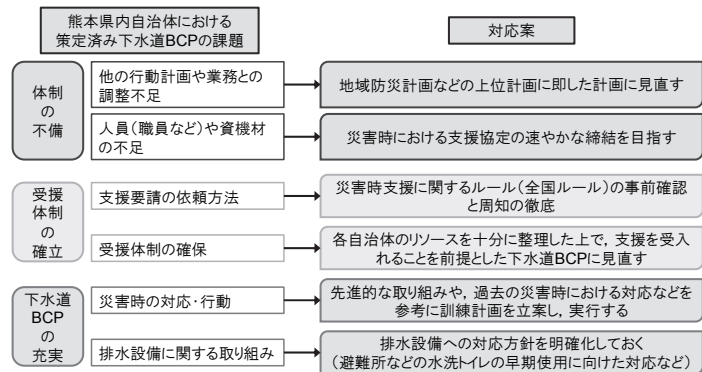 熊本県内自治体における
策定済み下水道BCPの課題
対応案
体制
の
不備
他の行動計画や業務との
調整不足
地域防災計画などの上位計画に即した計画に見直す
人員（職員など）や資機材
の不足
災害時における支援協定の速やかな締結を目指す
受援
体制
の
確立
支援要請の依頼方法
災害時支援に関するルール（全国ルール）の事前確認
と周知の徹底
受援体制の確保
各自治体のリソースを十分に整理した上で，支援を受入
れることを前提とした下水道BCPに見直す
下水道
BCP
の
充実
災害時の対応・行動
先進的な取り組みや，過去の災害時における対応などを
参考に訓練計画を立案し，実行する
排水設備に関する取り組み
排水設備への対応方針を明確化しておく
（避難所などの水洗トイレの早期使用に向けた対応など）